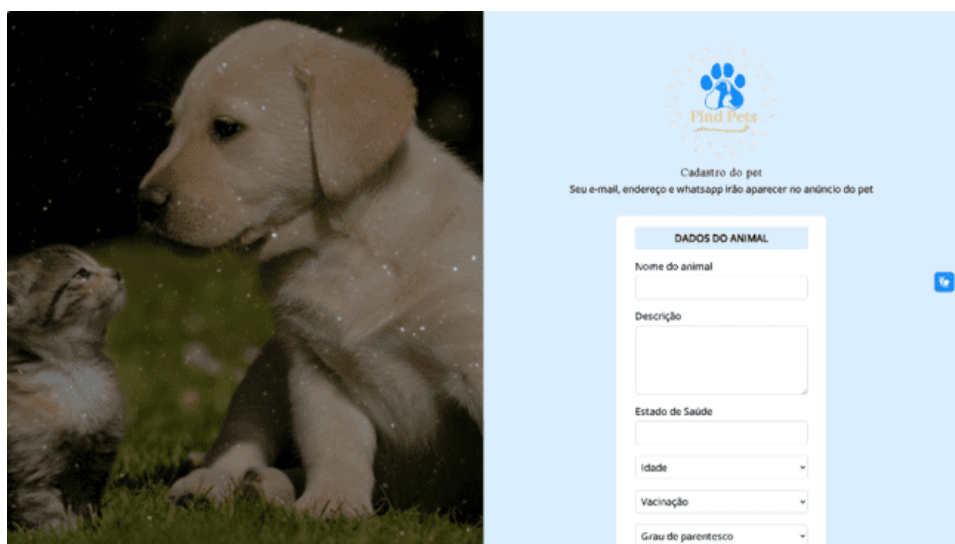 Find Pets
Cadastro do pet
Seu e-mail, endereço e whatsapp irão aparecer no anúncio do pet
DADOS DO ANIMAL
Nome do animal
Descrição
Estado de Saúde
Idade
Vacinação
Grau de parentesco